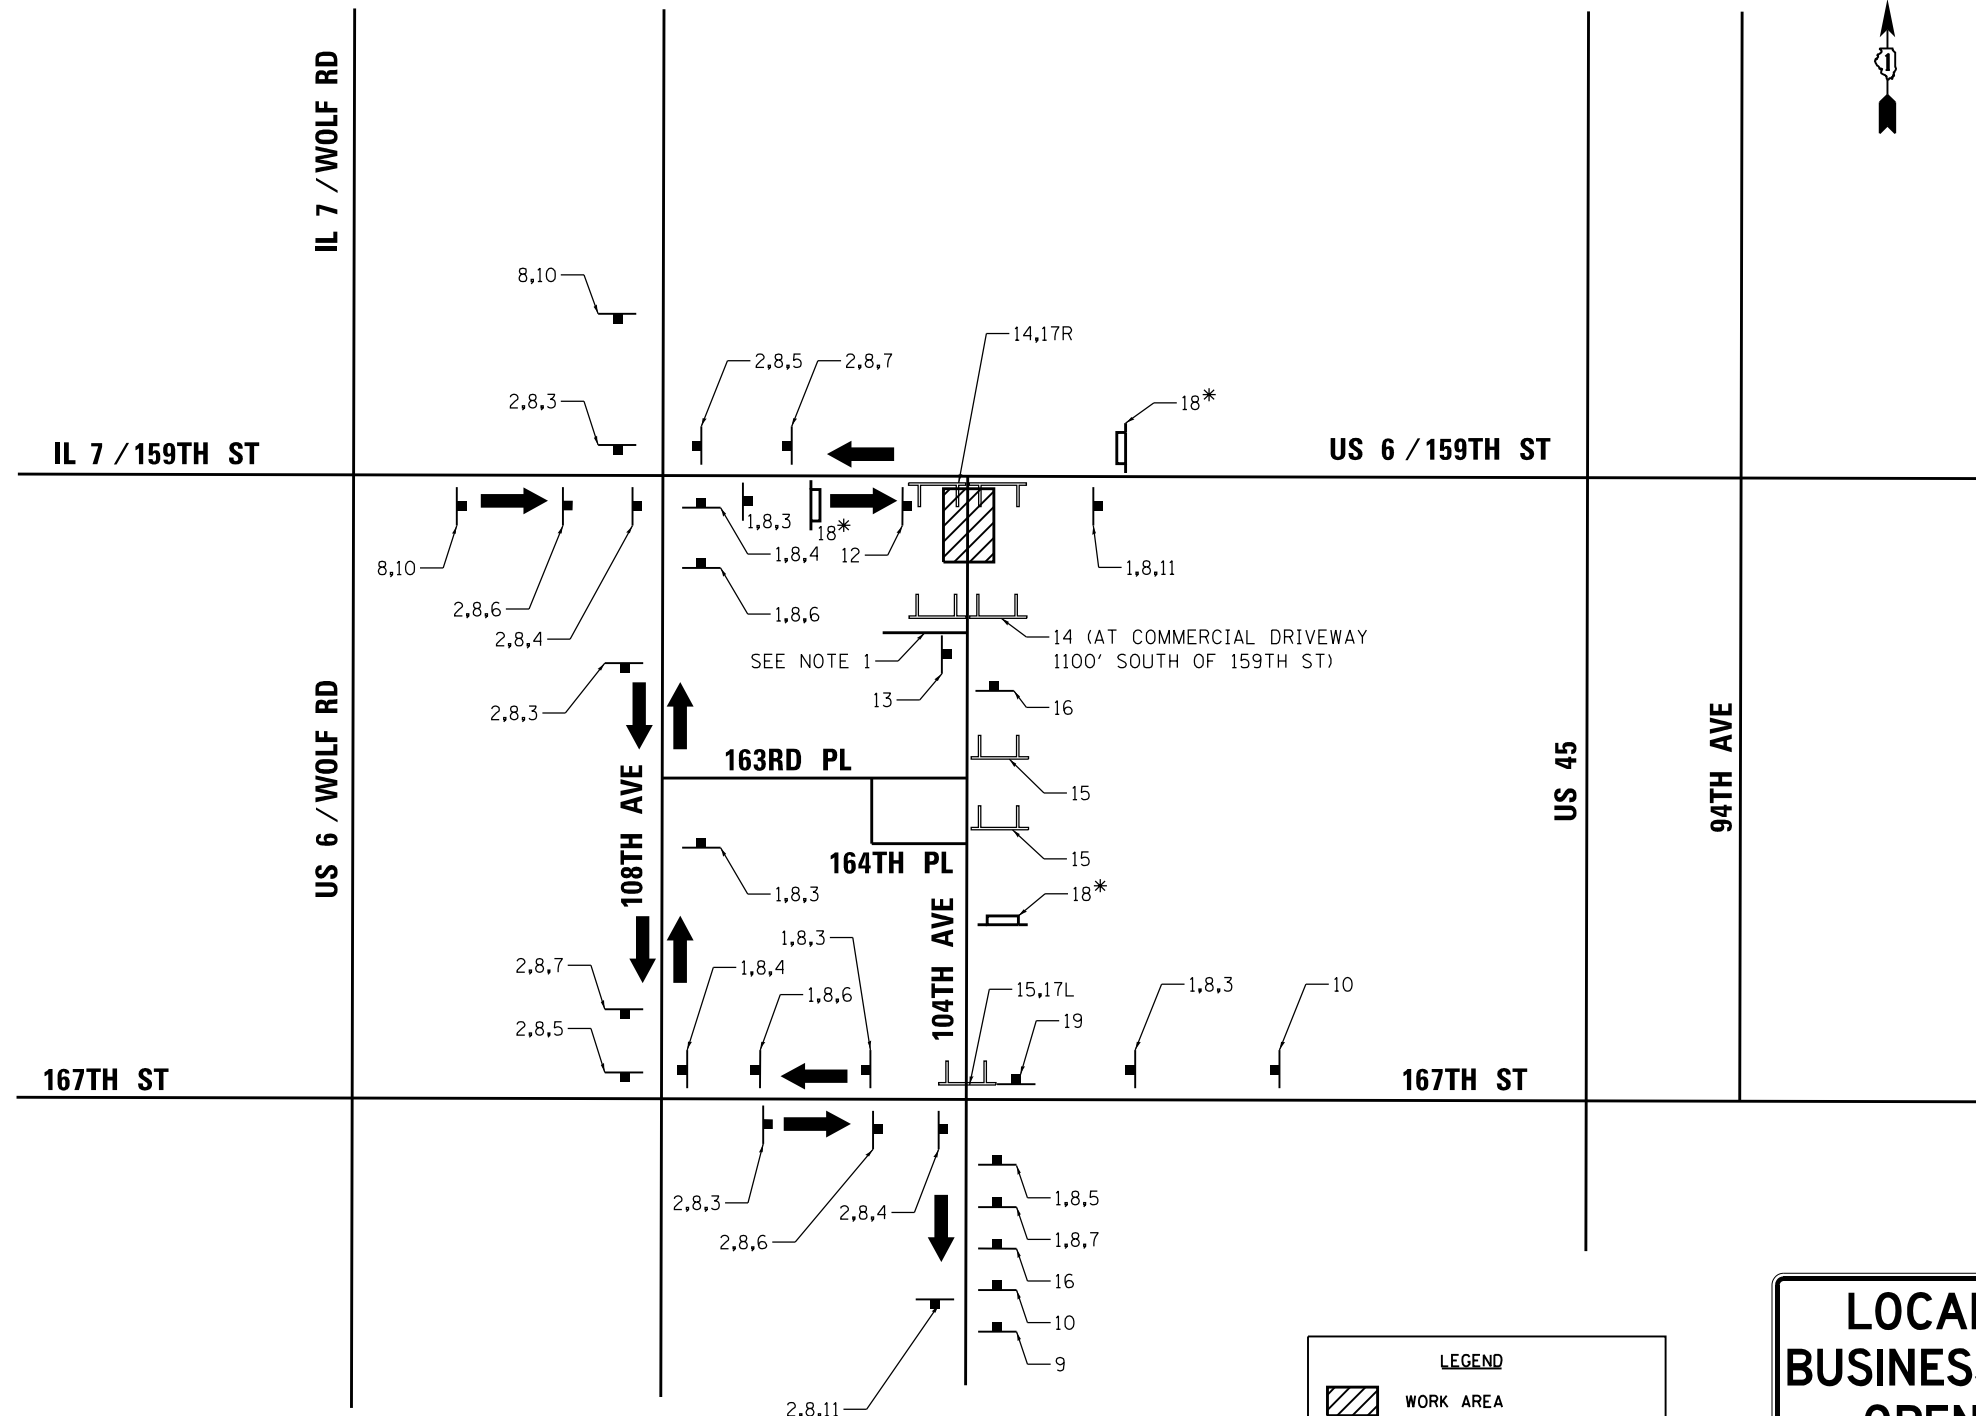 IL 7 / WOLF RD
1
8,10
14,17R
2,8,5
2,8,7
2,8,3
18*
IL 7 / 159TH ST
US 6 / 159TH ST
1,8,3
18*
12
8,10
1,8,4
1,8,11
2,8,6
1,8,6
2,8,4
14 (AT COMMERCIAL DRIVEWAY
1100' SOUTH OF 159TH ST)
SEE NOTE 1
13
16
2,8,3
US 6 / WOLF RD
163RD PL
108TH AVE
US 45
94TH AVE
15
15
164TH PL
1,8,3
18*
104TH AVE
1,8,3
2,8,7
1,8,4
1,8,6
15,17L
1,8,3
10
2,8,5
19
167TH ST
167TH ST
2,8,3
2,8,4
1,8,5
2,8,6
1,8,7
16
10
9
2,8,11
LEGEND
WORK AREA
LOCAL
BUSINESS
OPEN